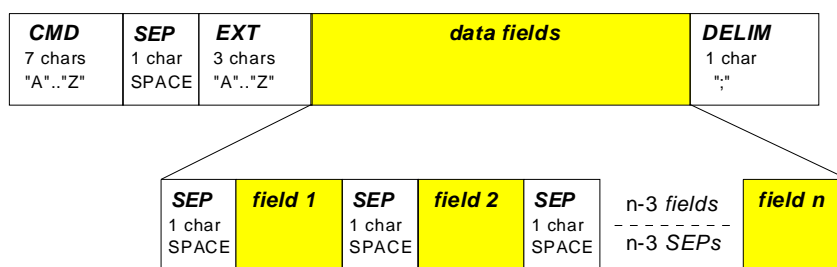 CMD
7 chars
"A".."Z"
SEP
1 char
SPACE
EXT
3 chars
"A".."Z"
data fields
DELIM
1 char
";"
SEP
1 char
SPACE
field 1
SEP
1 char
SPACE
field 2
SEP
1 char
SPACE
n-3 fields
n-3 SEPs
field n